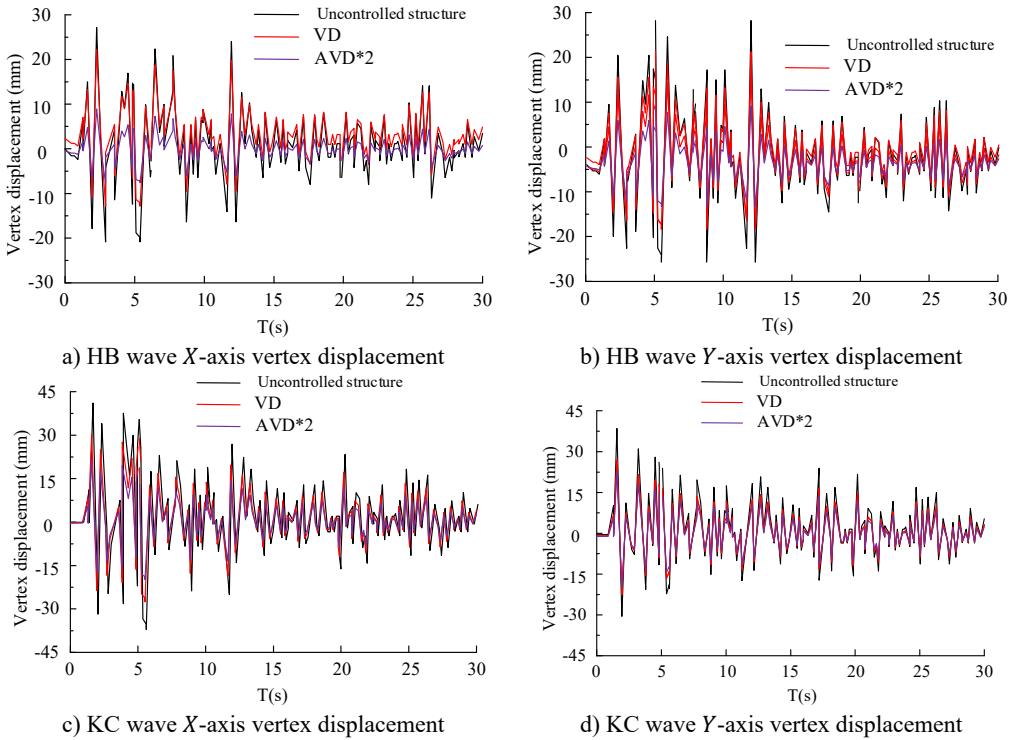 Vertex displacement (mm)
30
20
10
0
-10
-20
-30
Uncontrolled structure
VD
AVD*2
0 5 10 15 20 25 30
T(s)
a) HB wave X-axis vertex displacement
Vertex displacement (mm)
30
20
10
0
-10
-20
-30
Uncontrolled structure
VD
AVD*2
0 5 10 15 20 25 30
T(s)
b) HB wave Y-axis vertex displacement
Vertex displacement (mm)
45
30
15
0
-15
-30
-45
Uncontrolled structure
VD
AVD*2
0 5 10 15 20 25 30
T(s)
c) KC wave X-axis vertex displacement
Vertex displacement (mm)
45
30
15
0
-15
-30
-45
Uncontrolled structure
VD
AVD*2
0 5 10 15 20 25 30
T(s)
d) KC wave Y-axis vertex displacement